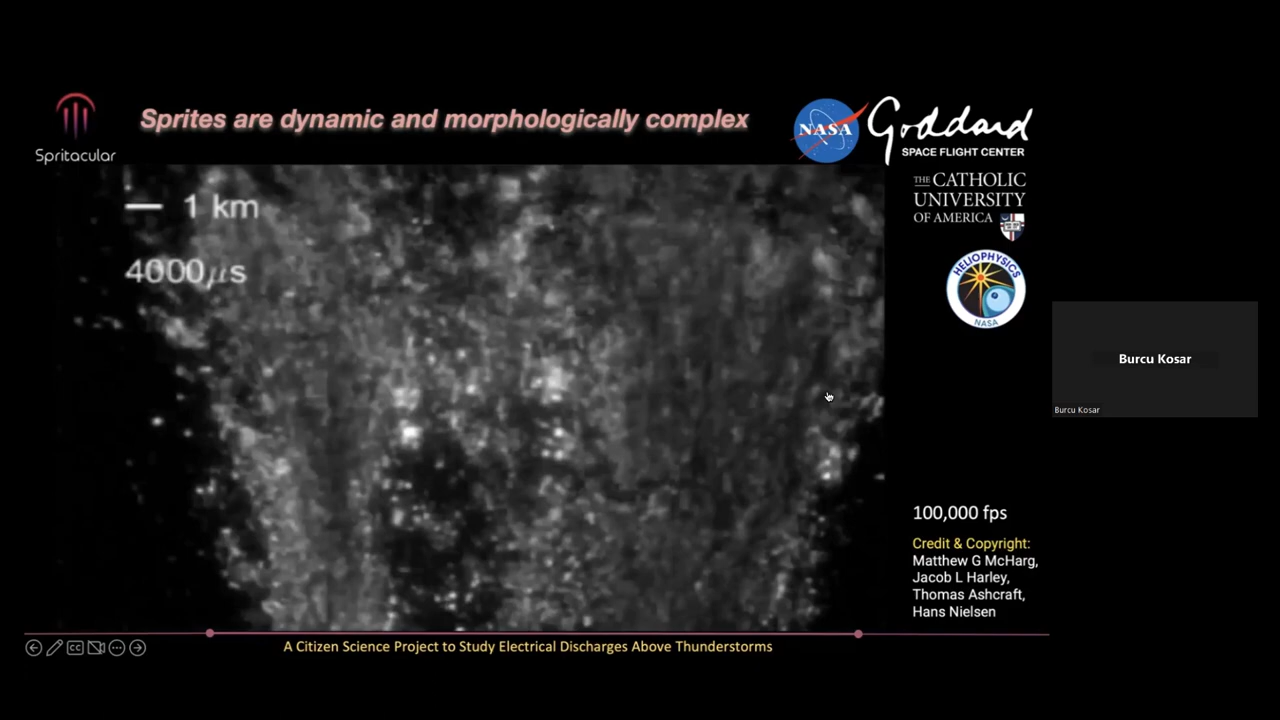 Sprites are dynamic and morphologically complex
Spritacular
NASA
Goddard
SPACE FLIGHT CENTER
THE CATHOLIC
UNIVERSITY
OF AMERICA
HELIOPHYSICS
NASA
1 km
4000μs
Burcu Kosar
Burcu Kosar
100,000 fps
Credit & Copyright:
Matthew G McHarg,
Jacob L Harley,
Thomas Ashcraft,
Hans Nielsen
CC
A Citizen Science Project to Study Electrical Discharges Above Thunderstorms